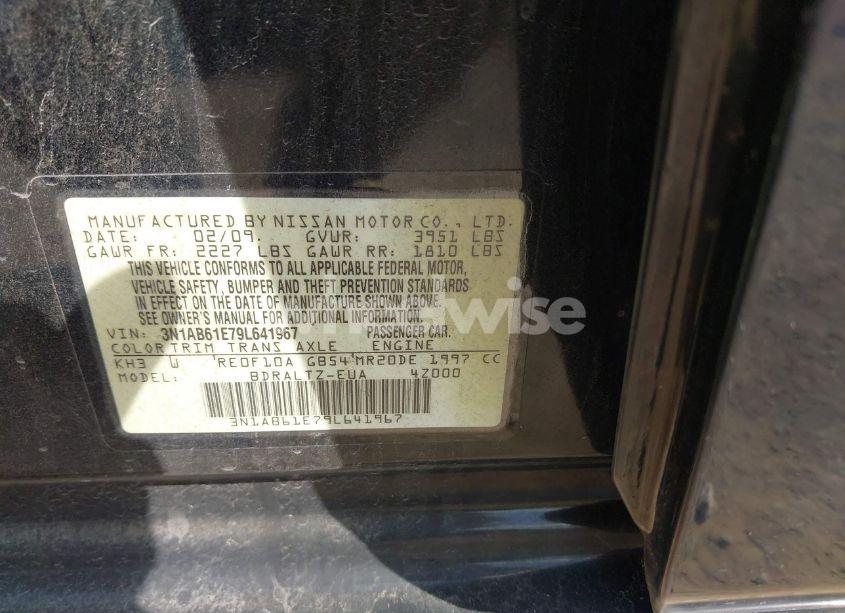 MANUFACTURED BY NISSAN MOTOR CO., LTD.
DATE: 02/09. GVWR: 3951 LBS
GAWR FR: 2227 LBS GAWR RR: 1810 LBS
THIS VEHICLE CONFORMS TO ALL APPLICABLE FEDERAL MOTOR,
VEHICLE SAFETY, BUMPER AND THEFT PREVENTION STANDARDS
IN EFFECT ON THE DATE OF MANUFACTURE SHOWN ABOVE.
SEE OWNER'S MANUAL FOR ADDITIONAL INFORMATION.
VIN: 3N1AB61E79L641967 PASSENGER CAR.
COLOR TRIM TRANS AXLE ENGINE
KH3 W RE0F10A GB54 MR20DE 1997 CC
MODEL: BDRALTZ-EUA 4Z000
3N1AB61E79L641967